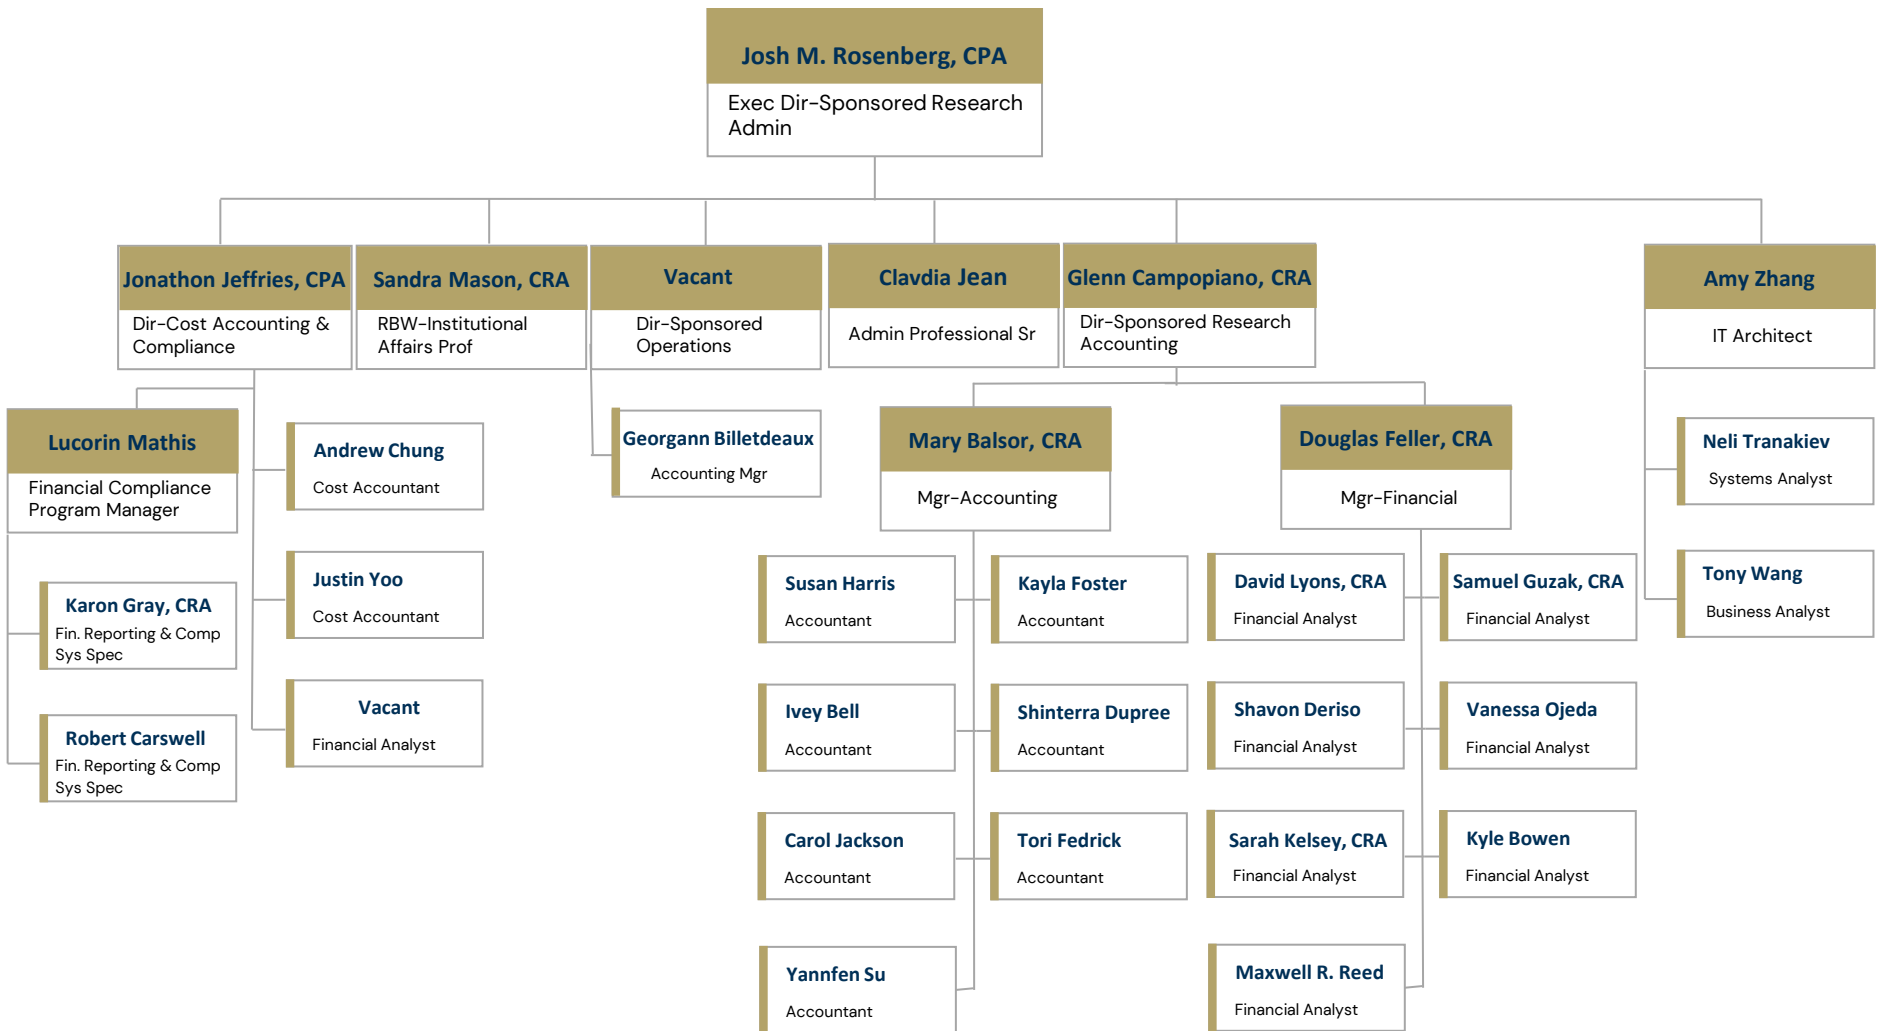 Josh M. Rosenberg, CPA
Exec Dir-Sponsored Research
Admin
Jonathon Jeffries, CPA
Dir-Cost Accounting &
Compliance
Sandra Mason, CRA
RBW-Institutional
Affairs Prof
Vacant
Dir-Sponsored
Operations
Clavdia Jean
Admin Professional Sr
Glenn Campopiano, CRA
Dir-Sponsored Research
Accounting
Amy Zhang
IT Architect
Lucorin Mathis
Financial Compliance
Program Manager
Karon Gray, CRA
Fin. Reporting & Comp
Sys Spec
Robert Carswell
Fin. Reporting & Comp
Sys Spec
Andrew Chung
Cost Accountant
Justin Yoo
Cost Accountant
Vacant
Financial Analyst
Georgann Billetdeaux
Accounting Mgr
Mary Balsor, CRA
Mgr-Accounting
Susan Harris
Accountant
Kayla Foster
Accountant
Ivey Bell
Accountant
Shinterra Dupree
Accountant
Carol Jackson
Accountant
Tori Fedrick
Accountant
Yannfen Su
Accountant
Douglas Feller, CRA
Mgr-Financial
David Lyons, CRA
Financial Analyst
Samuel Guzak, CRA
Financial Analyst
Shavon Deriso
Financial Analyst
Vanessa Ojeda
Financial Analyst
Sarah Kelsey, CRA
Financial Analyst
Kyle Bowen
Financial Analyst
Maxwell R. Reed
Financial Analyst
Neli Tranakiev
Systems Analyst
Tony Wang
Business Analyst